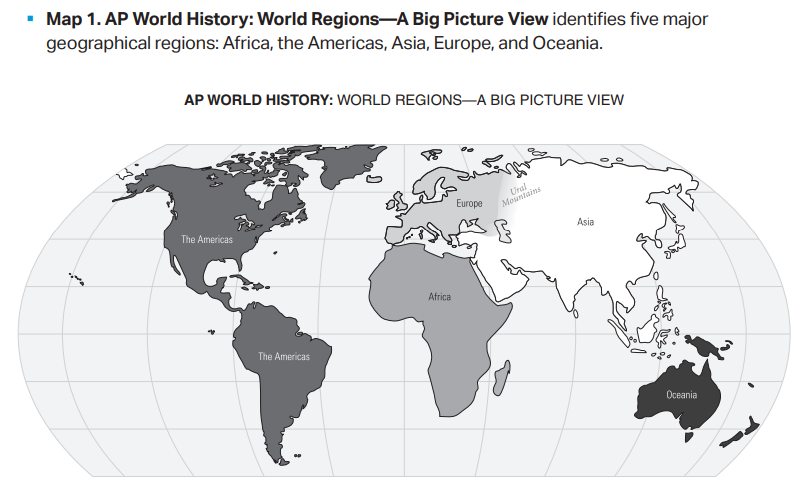 ▪ Map 1. AP World History: World Regions—A Big Picture View identifies five major
geographical regions: Africa, the Americas, Asia, Europe, and Oceania.
AP WORLD HISTORY: WORLD REGIONS—A BIG PICTURE VIEW
Ural
Mountains
Europe
Asia
The Americas
Africa
The Americas
Oceania